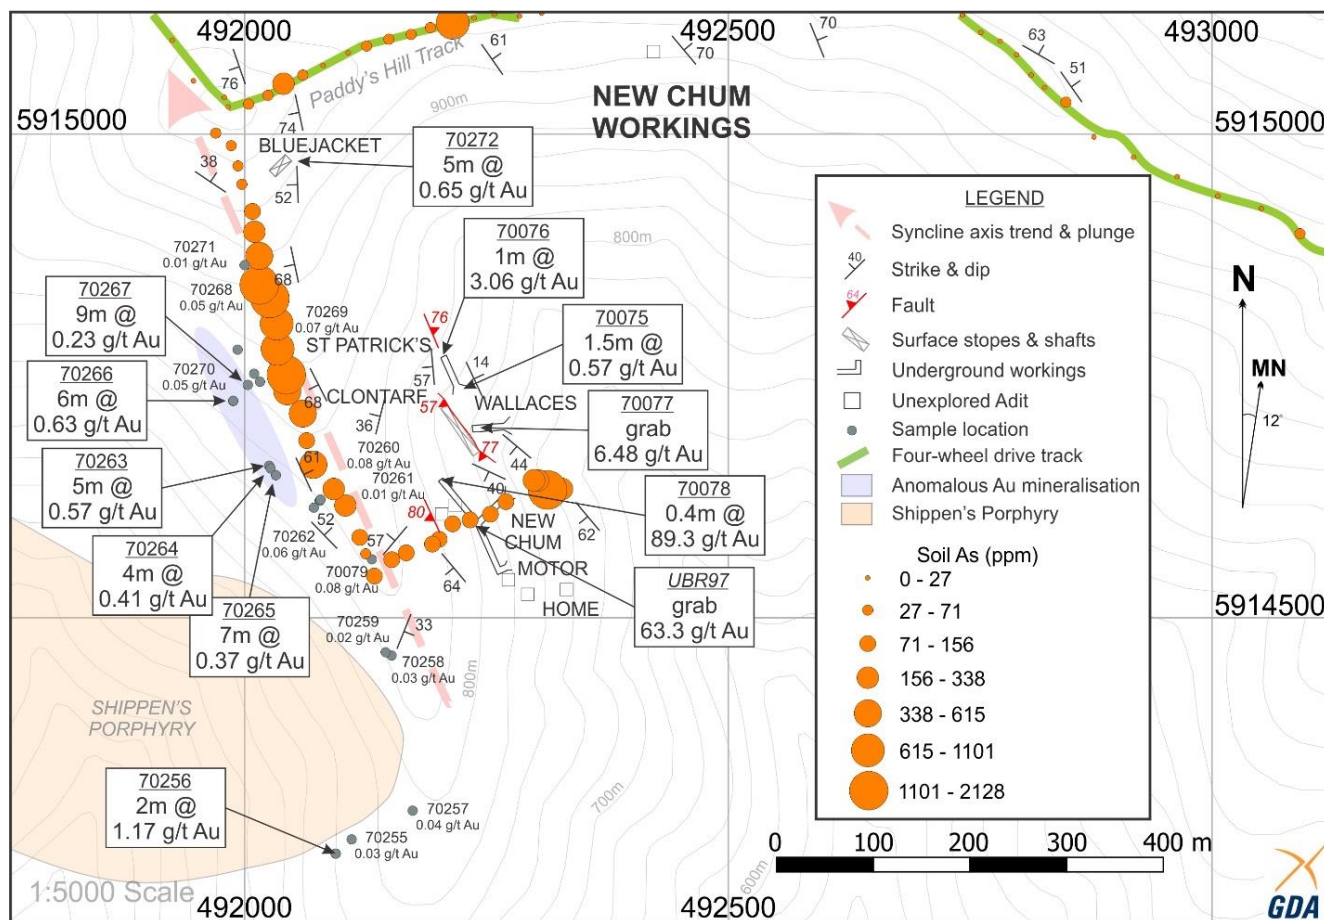 492000
492500
493000
70
61
70
63
51
76
Paddy's Hill Track
900m
NEW CHUM
WORKINGS
5915000
5915000
74
BLUEJACKET
38
52
70272
5m @
0.65 g/t Au
800m
70271
0.01 g/t Au
68
70268
0.05 g/t Au
70076
1m @
3.06 g/t Au
70267
9m @
0.23 g/t Au
70269
0.07 g/t Au
76
70075
1.5m @
0.57 g/t Au
ST PATRICK'S
70270
0.05 g/t Au
57
14
70266
6m @
0.63 g/t Au
68
CLONTARF
57
WALLACES
36
70077
grab
6.48 g/t Au
70260
0.08 g/t Au
77
44
70263
5m @
0.57 g/t Au
61
70261
0.01 g/t Au
40
70078
0.4m @
89.3 g/t Au
52
80
NEW
CHUM
62
70264
4m @
0.41 g/t Au
70262
0.06 g/t Au
57
70079
0.08 g/t Au
64
MOTOR
UBR97
grab
63.3 g/t Au
70265
7m @
0.37 g/t Au
HOME
5914500
70259
0.02 g/t Au
33
70258
0.03 g/t Au
800m
SHIPPEN'S
PORPHYRY
70256
2m @
1.17 g/t Au
70257
0.04 g/t Au
70255
0.03 g/t Au
700m
600m
1:5000 Scale
492000
492500
LEGEND
Syncline axis trend & plunge
40
Strike & dip
64
Fault
Surface stopes & shafts
Underground workings
Unexplored Adit
Sample location
Four-wheel drive track
Anomalous Au mineralisation
Shippen's Porphyry
Soil As (ppm)
0 - 27
27 - 71
71 - 156
156 - 338
338 - 615
615 - 1101
1101 - 2128
N
MN
12°
0 100 200 300 400 m
GDA